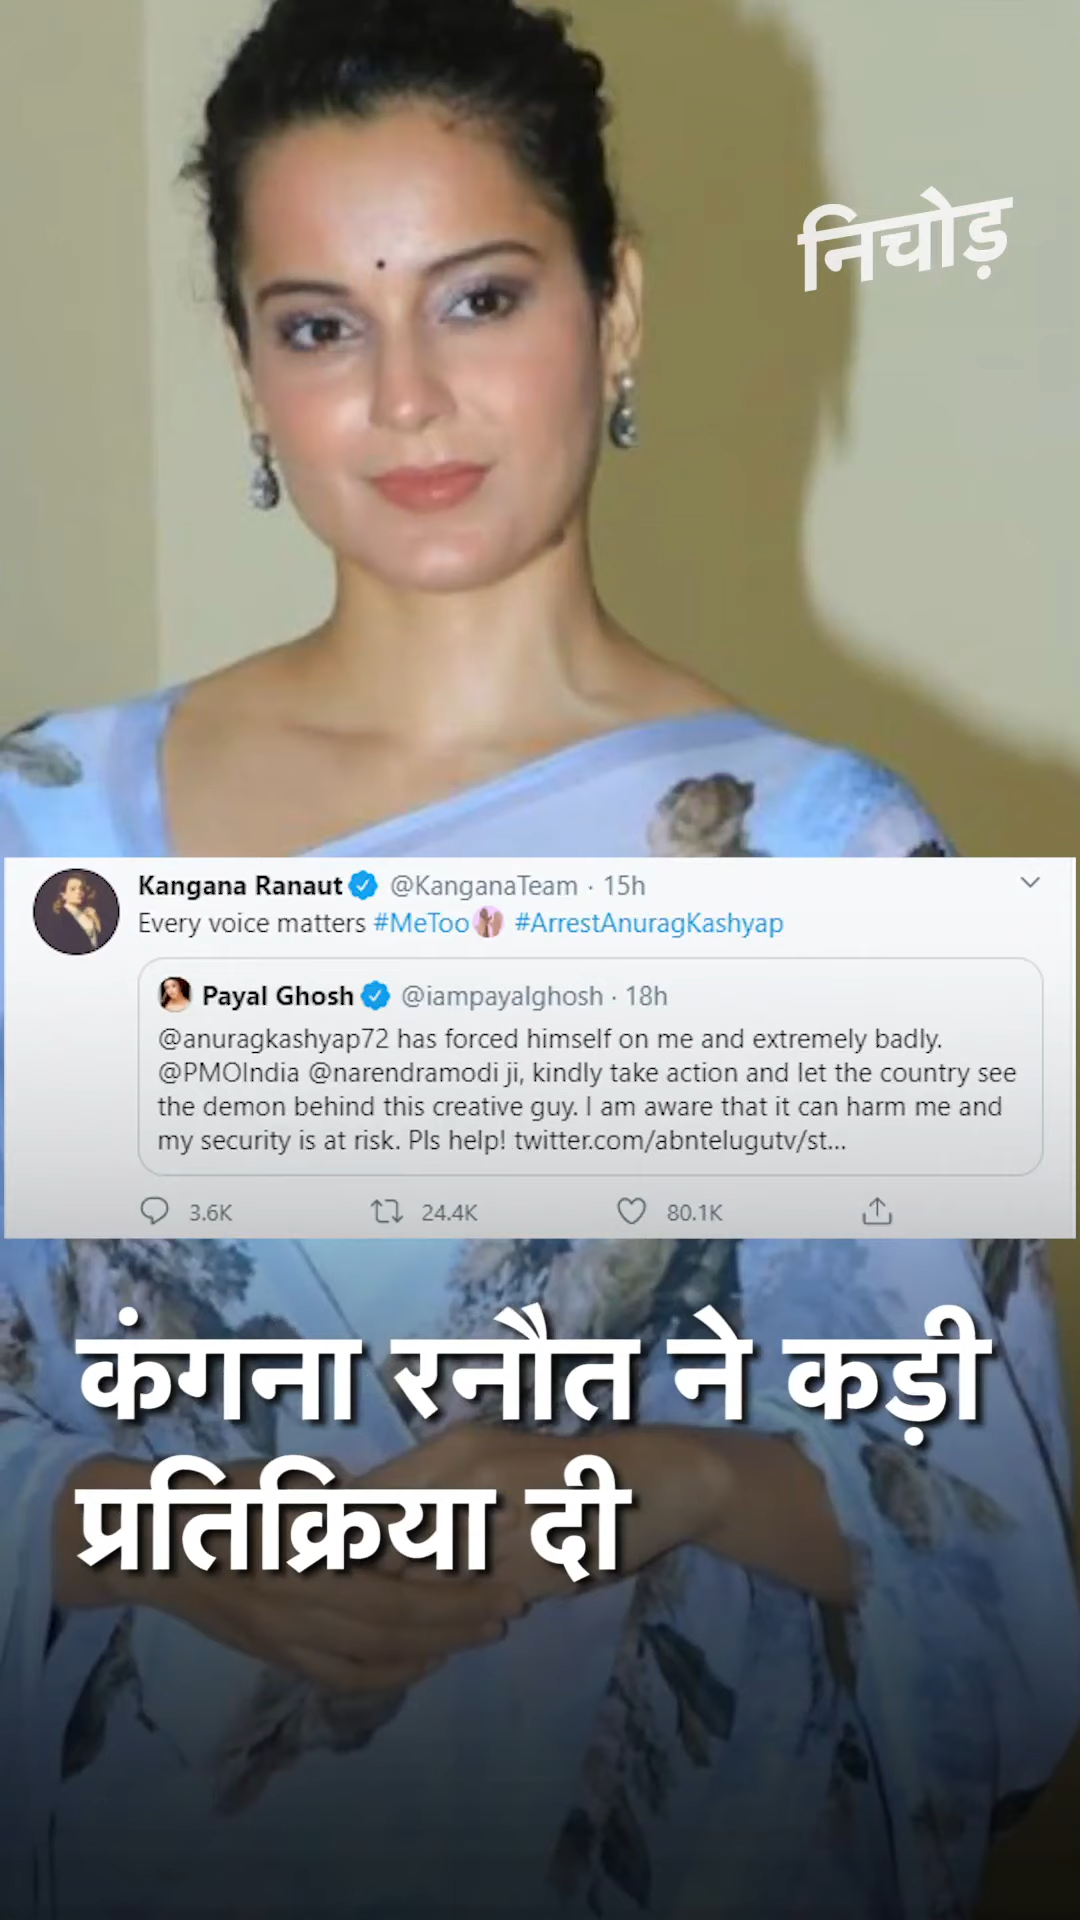 निचोड़
Kangana Ranaut @KanganaTeam · 15h
Every voice matters #MeToo #ArrestAnuragKashyap
Payal Ghosh @iampayalghosh · 18h
@anuragkashyap72 has forced himself on me and extremely badly.
@PMOIndia @narendramodi ji, kindly take action and let the country see
the demon behind this creative guy. I am aware that it can harm me and
my security is at risk. Pls help! twitter.com/abntelugutv/st...
3.6K 24.4K 80.1K
कंगना रनौत ने कड़ी
प्रतिक्रिया दी